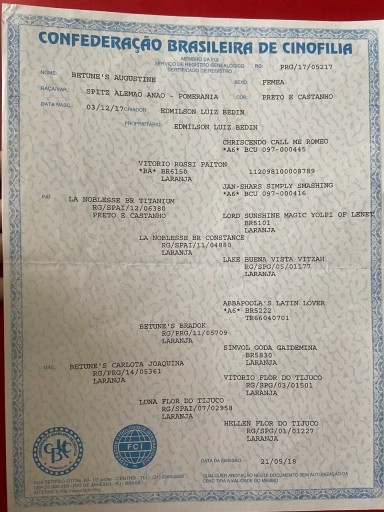 CONFEDERAÇÃO BRASILEIRA DE CINOFILIA
MEMBRO DA FCI
SERVIÇO DE REGISTRO GENEALÓGICO
CERTIFICADO DE REGISTRO
RG: PRG/17/05217
NOME: BETUNE'S AUGUSTINE
SEXO: FEMEA
RAÇA/VAR: SPITZ ALEMAO ANAO - POMERANIA
COR: PRETO E CASTANHO
DATA NASC: 03/12/17 CRIADOR: EDMILSON LUIZ BEDIN
PROPRIETÁRIO: EDMILSON LUIZ BEDIN
CHRISCENDO CALL ME ROMEO
*A6* BCU 097-000445
VITORIO ROSSI PAITON
*BA* BR6150 112098100008789
LARANJA LARANJA
JAN-SHARS SIMPLY SMASHING
*A6* BCU 097-000416
PAI: LA NOBLESSE BR TITANIUM
RG/SPAI/12/06380
PRETO E CASTANHO
LORD SUNSHINE MAGIC YOLPI OF LENET
BR5101
LARANJA
LA NOBLESSE BR CONSTANCE
RG/SPAI/11/04880
LARANJA
LAKE BUENA VISTA VITZAH
RG/SPG/05/01177
LARANJA
ABBAPOOLA'S LATIN LOVER
*A6* BR5222
TR66040701
BETUNE'S BRADOK
RG/PRG/11/05709
LARANJA
SIMVOL GODA GAIDEMINA
BR5830
LARANJA
MÃE: BETUNE'S CARLOTA JOAQUINA
RG/PRG/14/05361
LARANJA
VITORIO FLOR DO TIJUCO
RG/SPG/03/01501
LARANJA
LUNA FLOR DO TIJUCO
RG/SPAI/07/02958
LARANJA
HELLEN FLOR DO TIJUCO
RG/SPG/01/01227
LARANJA
CBKC
FCI
DATA DA EMISSÃO 21/05/18
QUALQUER ANOTAÇÃO NESTE DOCUMENTO SEM AUTORIZAÇÃO DA
CBKC TIRA A VALIDADE DO MESMO